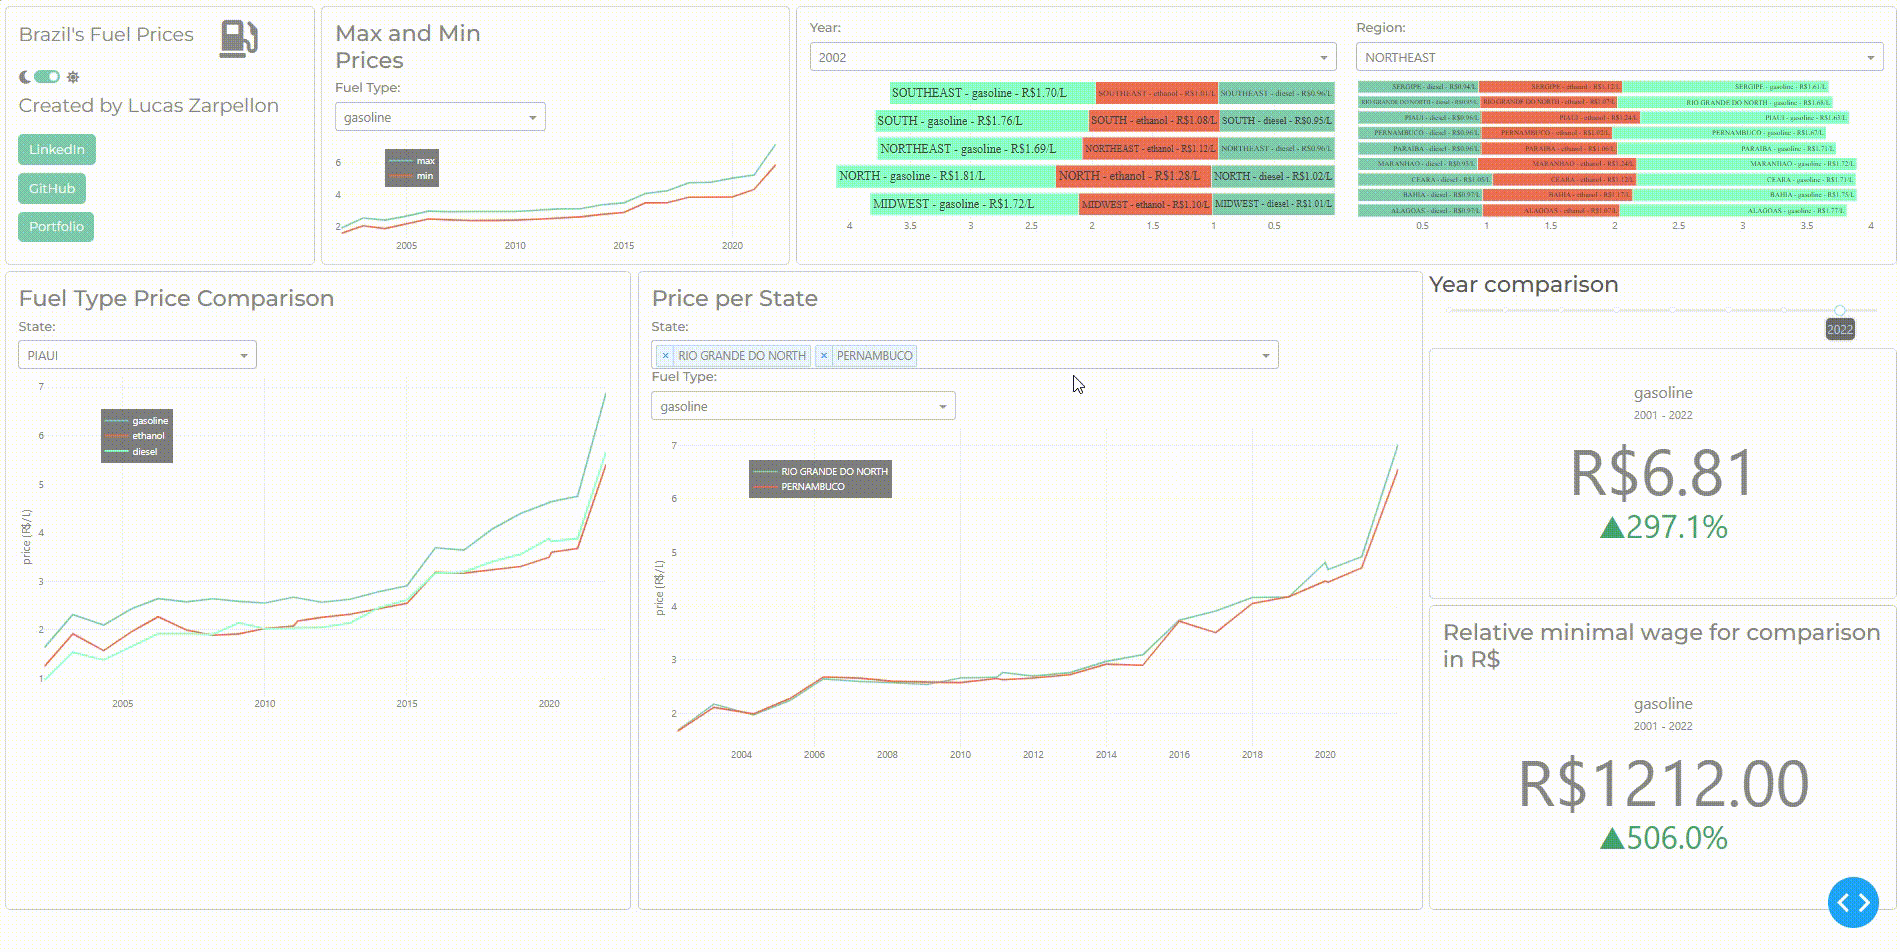 Brazil's Fuel Prices
Created by Lucas Zarpellon
LinkedIn
GitHub
Portfolio
Max and Min
Prices
Fuel Type:
gasoline
max
min
6
4
2
2005
2010
2015
2020
Year:
2002
SOUTHEAST - gasoline - R$1.70/L
SOUTHEAST - ethanol - R$1.01/L
SOUTHEAST - diesel - R$0.96/L
SOUTH - gasoline - R$1.76/L
SOUTH - ethanol - R$1.08/L
SOUTH - diesel - R$0.95/L
NORTHEAST - gasoline - R$1.69/L
NORTHEAST - ethanol - R$1.12/L
NORTHEAST - diesel - R$0.96/L
NORTH - gasoline - R$1.81/L
NORTH - ethanol - R$1.28/L
NORTH - diesel - R$1.02/L
MIDWEST - gasoline - R$1.72/L
MIDWEST - ethanol - R$1.10/L
MIDWEST - diesel - R$1.01/L
4
3.5
3
2.5
2
1.5
1
0.5
Region:
NORTHEAST
SERGIPE - diesel - R$0.94/L
SERGIPE - ethanol - R$1.12/L
SERGIPE - gasoline - R$1.61/L
RIO GRANDE DO NORTH - diesel
RIO GRANDE DO NORTH - ethanol - R$1.07/L
RIO GRANDE DO NORTH - gasoline - R$1.68/L
PIAUI - diesel - R$0.96/L
PIAUI - ethanol - R$1.24/L
PIAUI - gasoline - R$1.63/L
PERNAMBUCO - diesel - R$0.96/L
PERNAMBUCO - ethanol - R$1.02/L
PERNAMBUCO - gasoline - R$1.67/L
PARAIBA - diesel - R$0.96/L
PARAIBA - ethanol - R$1.06/L
PARAIBA - gasoline - R$1.71/L
MARANHAO - diesel - R$0.95/L
MARANHAO - ethanol - R$1.24/L
MARANHAO - gasoline - R$1.72/L
CEARA - diesel - R$1.05/L
CEARA - ethanol - R$1.12/L
CEARA - gasoline - R$1.71/L
BAHIA - diesel - R$0.97/L
BAHIA - ethanol - R$1.17/L
BAHIA - gasoline - R$1.75/L
ALAGOAS - diesel - R$0.97/L
ALAGOAS - ethanol - R$1.07/L
ALAGOAS - gasoline - R$1.77/L
0.5
1
1.5
2
2.5
3
3.5
4
Fuel Type Price Comparison
State:
PIAUI
gasoline
ethanol
diesel
price (R$/L)
7
6
5
4
3
2
1
2005
2010
2015
2020
Price per State
State:
× RIO GRANDE DO NORTH × PERNAMBUCO
Fuel Type:
gasoline
RIO GRANDE DO NORTH
PERNAMBUCO
price (R$/L)
7
6
5
4
3
2
2004
2006
2008
2010
2012
2014
2016
2018
2020
Year comparison
2022
gasoline
2001 - 2022
R$6.81
▲297.1%
Relative minimal wage for comparison
in R$
gasoline
2001 - 2022
R$1212.00
▲506.0%